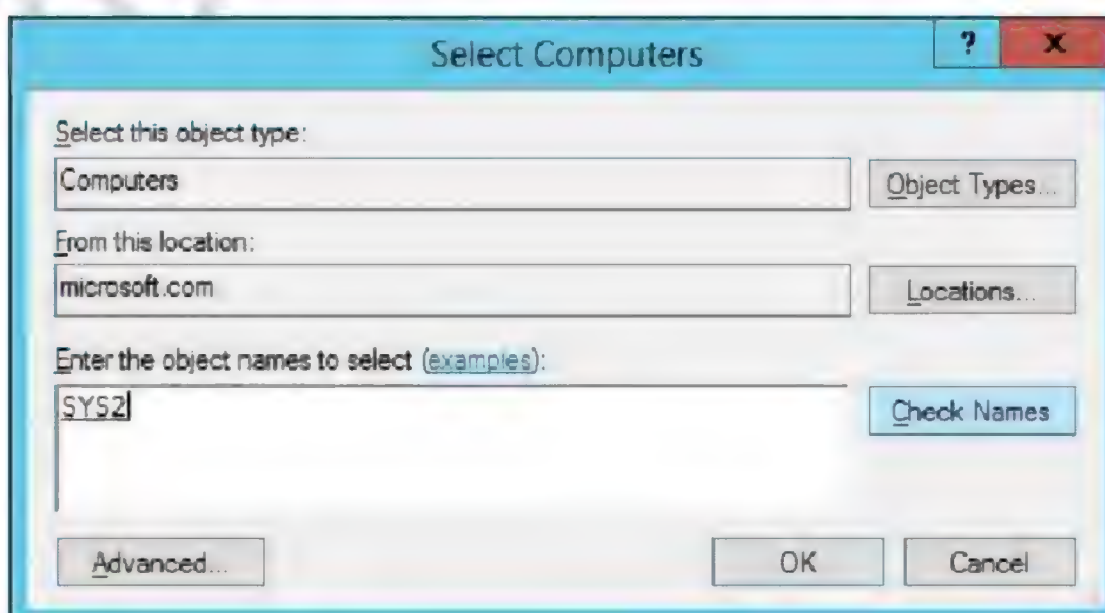 Select Computers
?
x
Select this object type:
Computers
Object Types...
From this location:
microsoft.com
Locations...
Enter the object names to select (examples):
SYS2
Check Names
Advanced...
OK
Cancel